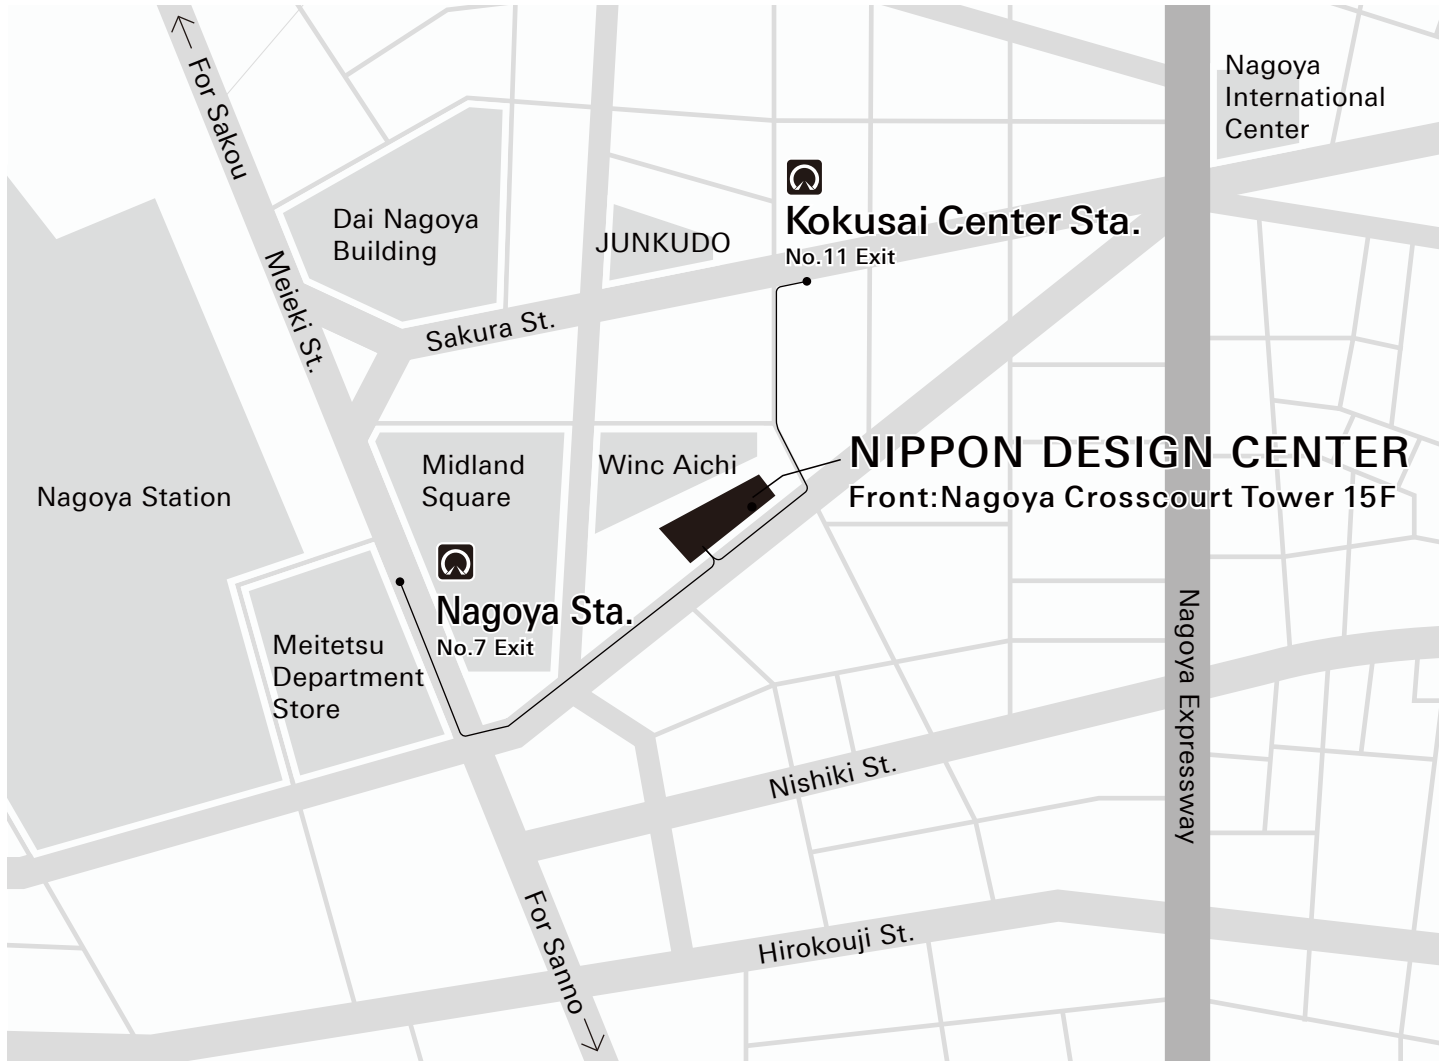 ← For Sakou
Nagoya
International
Center
Dai Nagoya
Building
JUNKUDO
Kokusai Center Sta.
No.11 Exit
Meieki St.
Sakura St.
Nagoya Station
Midland
Square
Winc Aichi
NIPPON DESIGN CENTER
Front:Nagoya Crosscourt Tower 15F
Nagoya Sta.
No.7 Exit
Meitetsu
Department
Store
Nagoya Expressway
Nishiki St.
For Sanno →
Hirokouji St.